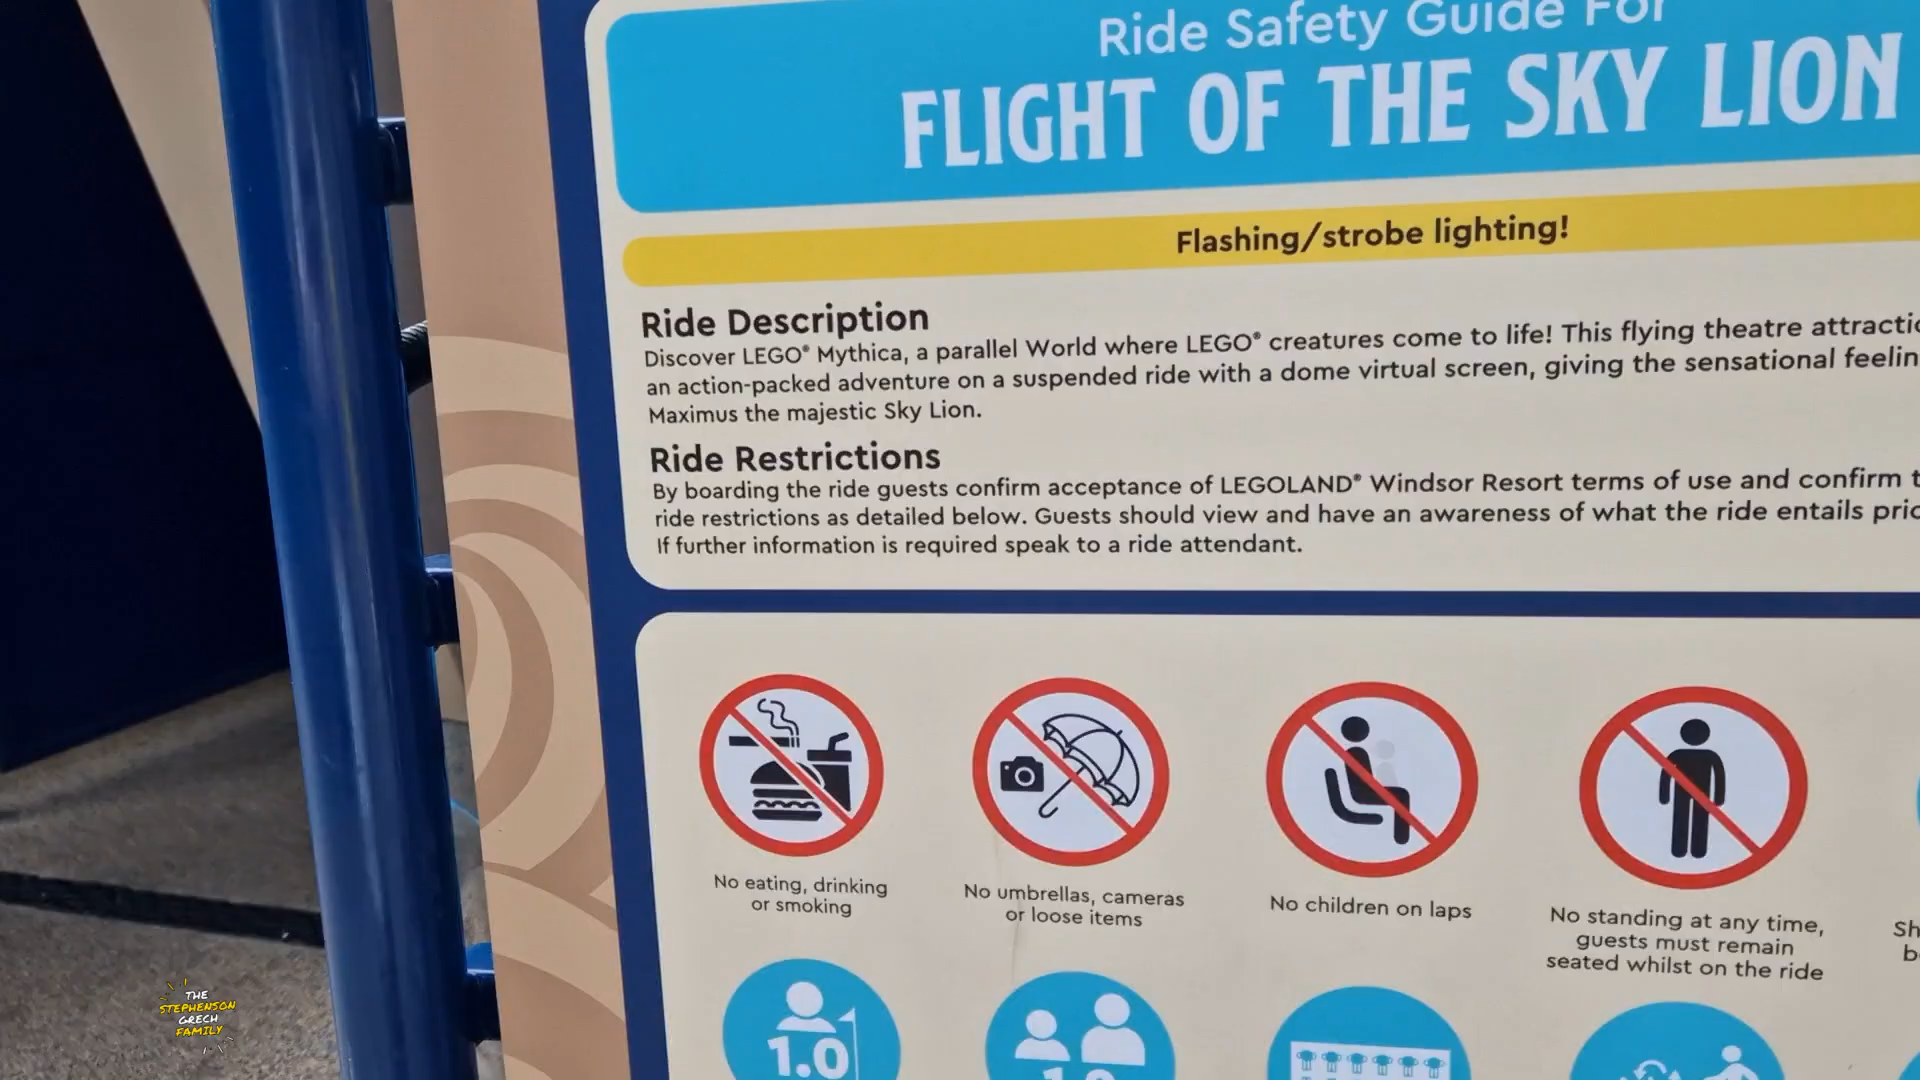 Ride Safety Guide For
FLIGHT OF THE SKY LION
Flashing/strobe lighting!
Ride Description
Discover LEGO® Mythica, a parallel World where LEGO® creatures come to life! This flying theatre
an action-packed adventure on a suspended ride with a dome virtual screen, giving the sensational
Maximus the majestic Sky Lion.
Ride Restrictions
By boarding the ride guests confirm acceptance of LEGOLAND® Windsor Resort terms of use and confirm
ride restrictions as detailed below. Guests should view and have an awareness of what the ride entails
If further information is required speak to a ride attendant.
No eating, drinking
or smoking
No umbrellas, cameras
or loose items
No children on laps
No standing at any time,
guests must remain
seated whilst on the ride
1.0
THE
STEPHENSON
GRECH
FAMILY